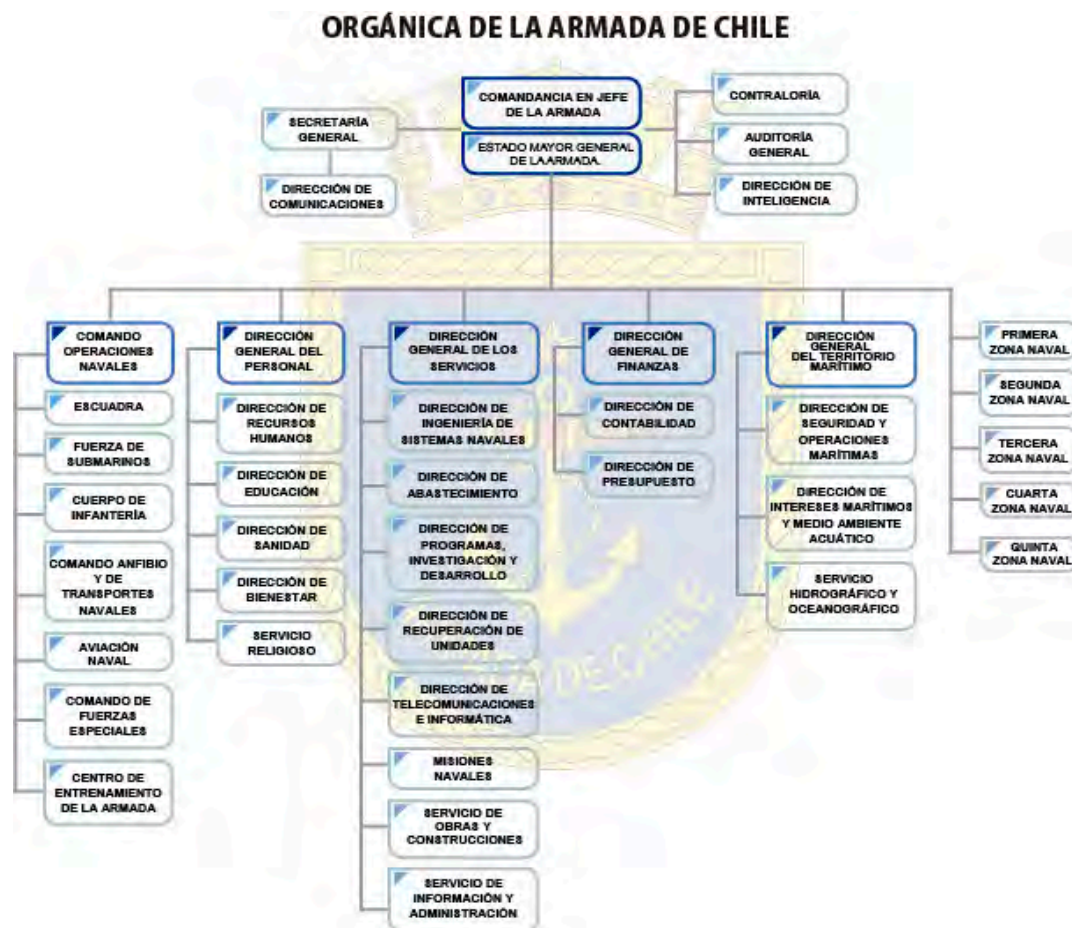 ORGÁNICA DE LA ARMADA DE CHILE
COMANDANCIA EN JEFE
DE LA ARMADA
ESTADO MAYOR GENERAL
DE LA ARMADA.
SECRETARÍA
GENERAL
DIRECCIÓN DE
COMUNICACIONES
CONTRALORÍA
AUDITORÍA
GENERAL
DIRECCIÓN DE
INTELIGENCIA
COMANDO
OPERACIONES
NAVALES
ESCUADRA
FUERZA DE
SUBMARINOS
CUERPO DE
INFANTERÍA
COMANDO ANFIBIO
Y DE
TRANSPORTES
NAVALES
AVIACIÓN
NAVAL
COMANDO DE
FUERZAS
ESPECIALES
CENTRO DE
ENTRENAMIENTO
DE LA ARMADA
DIRECCIÓN
GENERAL DEL
PERSONAL
DIRECCIÓN DE
RECURSOS
HUMANOS
DIRECCIÓN DE
EDUCACIÓN
DIRECCIÓN DE
SANIDAD
DIRECCIÓN DE
BIENESTAR
SERVICIO
RELIGIOSO
DIRECCIÓN
GENERAL DE LOS
SERVICIOS
DIRECCIÓN DE
INGENIERÍA DE
SISTEMAS NAVALES
DIRECCIÓN DE
ABASTECIMIENTO
DIRECCIÓN DE
PROGRAMAS,
INVESTIGACIÓN Y
DESARROLLO
DIRECCIÓN DE
RECUPERACIÓN DE
UNIDADES
DIRECCIÓN DE
TELECOMUNICACIONES
E INFORMÁTICA
MISIONES
NAVALES
SERVICIO DE
OBRAS Y
CONSTRUCCIONES
SERVICIO DE
INFORMACIÓN Y
ADMINISTRACIÓN
DIRECCIÓN
GENERAL DE
FINANZAS
DIRECCIÓN DE
CONTABILIDAD
DIRECCIÓN DE
PRESUPUESTO
DIRECCIÓN
GENERAL
DEL TERRITORIO
MARÍTIMO
DIRECCIÓN DE
SEGURIDAD Y
OPERACIONES
MARÍTIMAS
DIRECCIÓN DE
INTERESES MARÍTIMOS
Y MEDIO AMBIENTE
ACUÁTICO
SERVICIO
HIDROGRÁFICO Y
OCEANOGRÁFICO
PRIMERA
ZONA NAVAL
SEGUNDA
ZONA NAVAL
TERCERA
ZONA NAVAL
CUARTA
ZONA NAVAL
QUINTA
ZONA NAVAL
DE CHILE